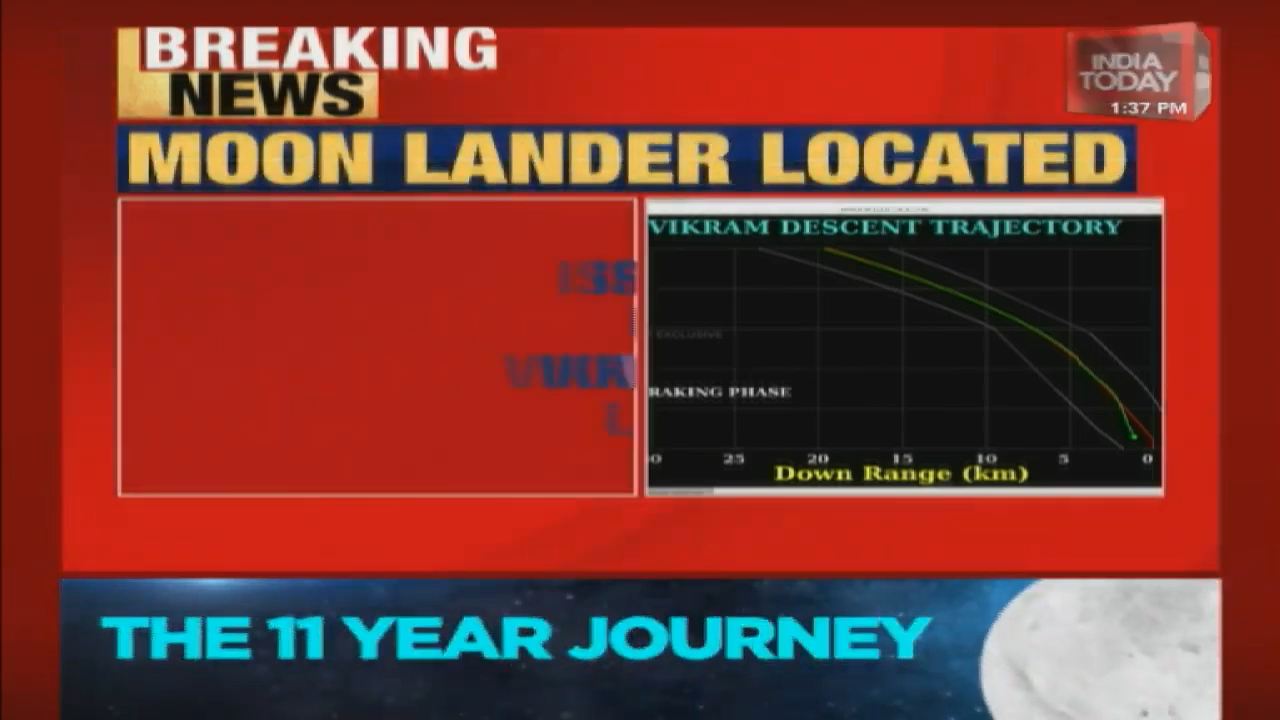 BREAKING
NEWS
INDIA
TODAY
1:37 PM
MOON LANDER LOCATED
VIKRAM DESCENT TRAJECTORY
EXCLUSIVE
RAKING PHASE
0 25 20 15 10 5 0
Down Range (km)
THE 11 YEAR JOURNEY